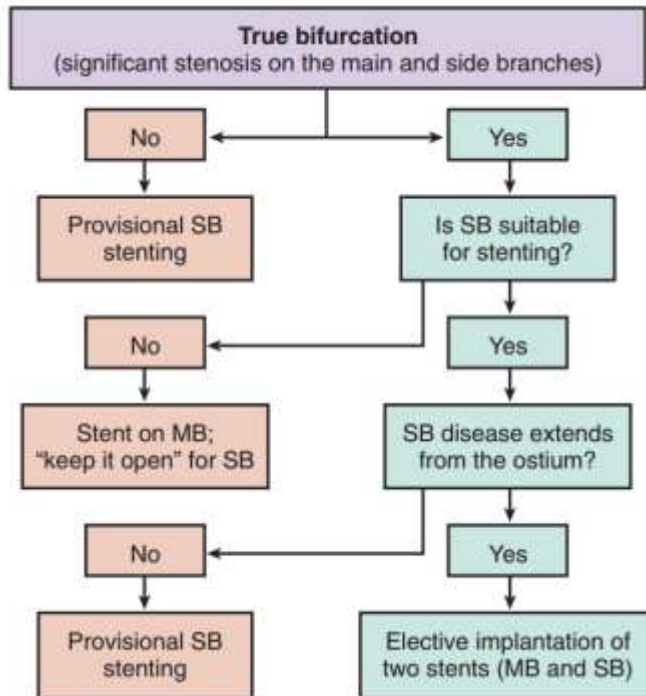 True bifurcation
(significant stenosis on the main and side branches)
No
Yes
Provisional SB
stenting
Is SB suitable
for stenting?
No
Yes
Stent on MB;
“keep it open” for SB
SB disease extends
from the ostium?
No
Yes
Provisional SB
stenting
Elective implantation of
two stents (MB and SB)